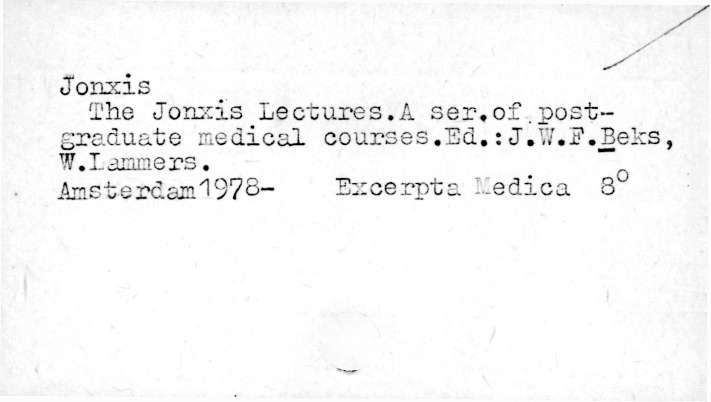 Jonxis
The Jonxis Lectures.A ser.of post-
graduate medical courses.Ed.:J.W.F.Beks,
W.Lammers.
Amsterdam 1978- Excerpta Medica 8°